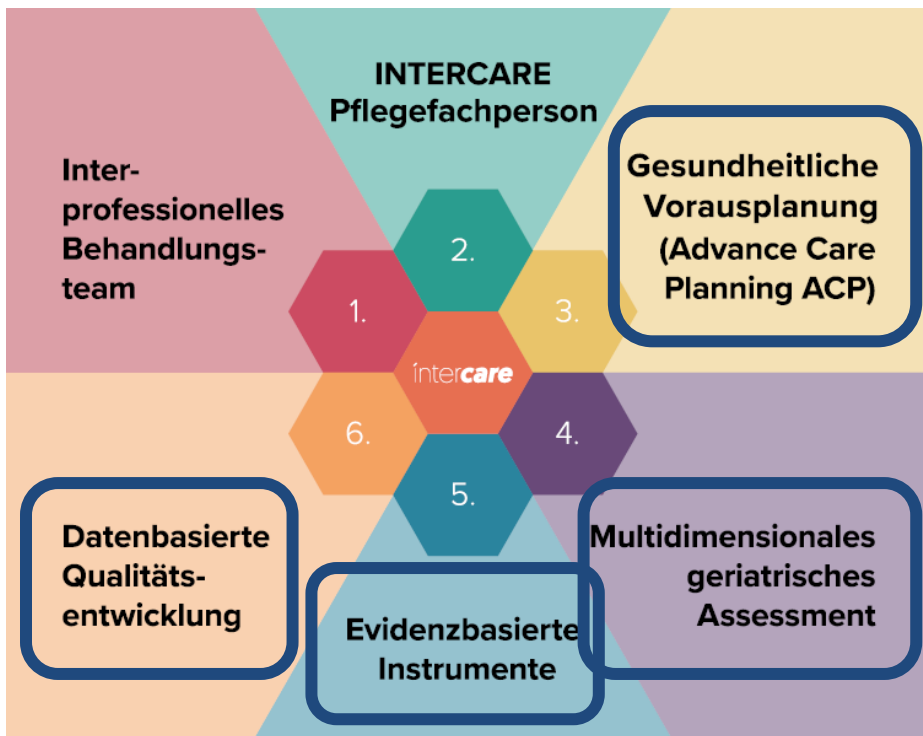 INTERCARE
Pflegefachperson
Inter-
professionelles
Behandlungs-
team
Gesundheitliche
Vorausplanung
(Advance Care
Planning ACP)
1.
2.
3.
intercare
4.
5.
6.
Datenbasierte
Qualitäts-
entwicklung
Evidenzbasierte
Instrumente
Multidimensionales
geriatrisches
Assessment